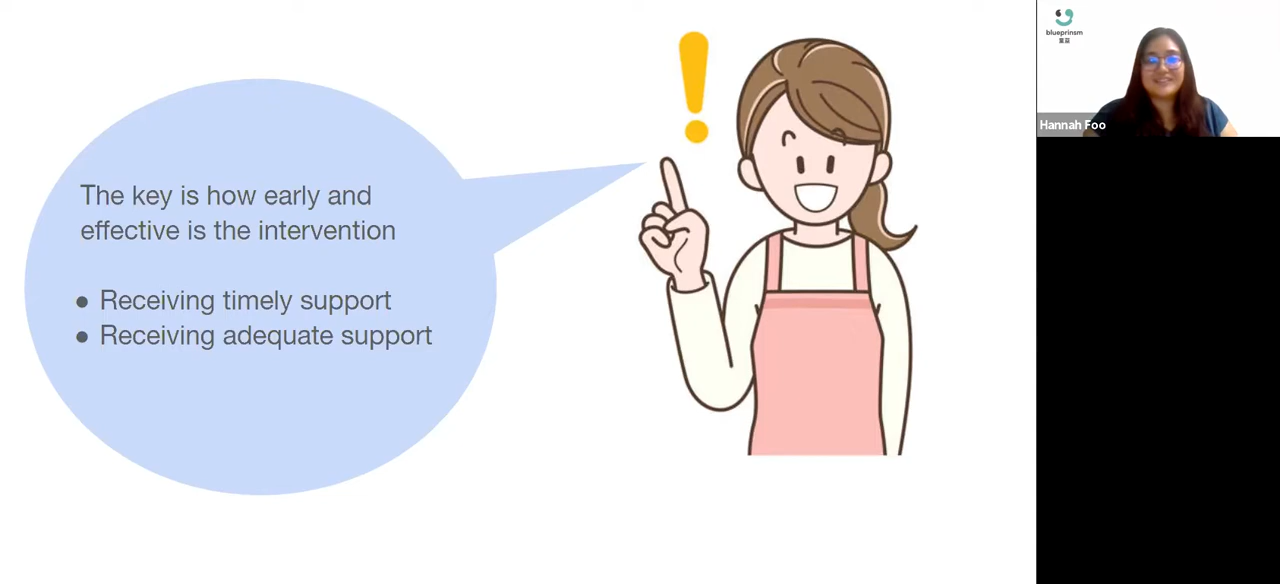 The key is how early and
effective is the intervention
● Receiving timely support
● Receiving adequate support
blueprinsm
Hannah Foo